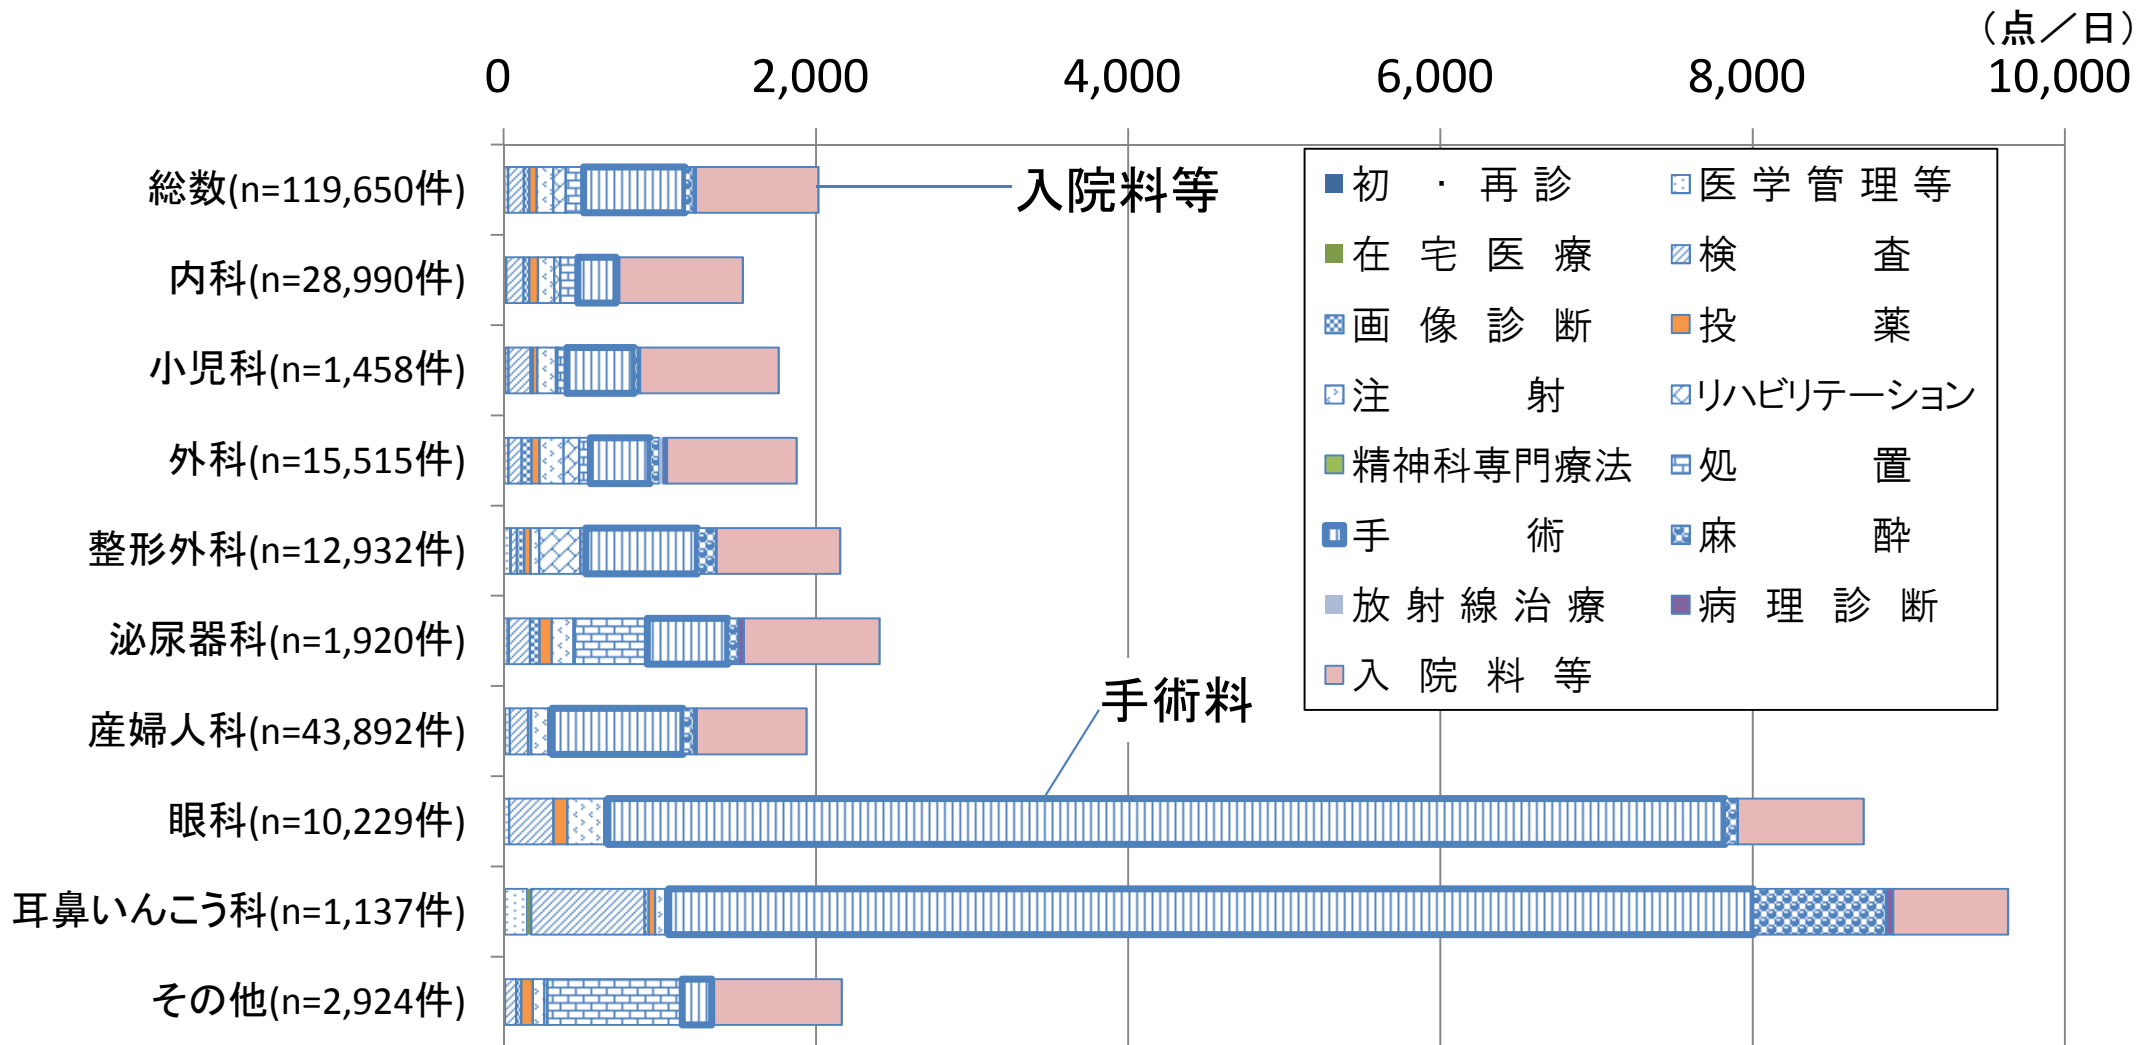 （点／日）
0 2,000 4,000 6,000 8,000 10,000
総数(n=119,650件)
内科(n=28,990件)
小児科(n=1,458件)
外科(n=15,515件)
整形外科(n=12,932件)
泌尿器科(n=1,920件)
産婦人科(n=43,892件)
眼科(n=10,229件)
耳鼻いんこう科(n=1,137件)
その他(n=2,924件)
入院料等
手術料
初・再診 医学管理等
在宅医療 検査
画像診断 投薬
注射 リハビリテーション
精神科専門療法 処置
手術 麻酔
放射線治療 病理診断
入院料等